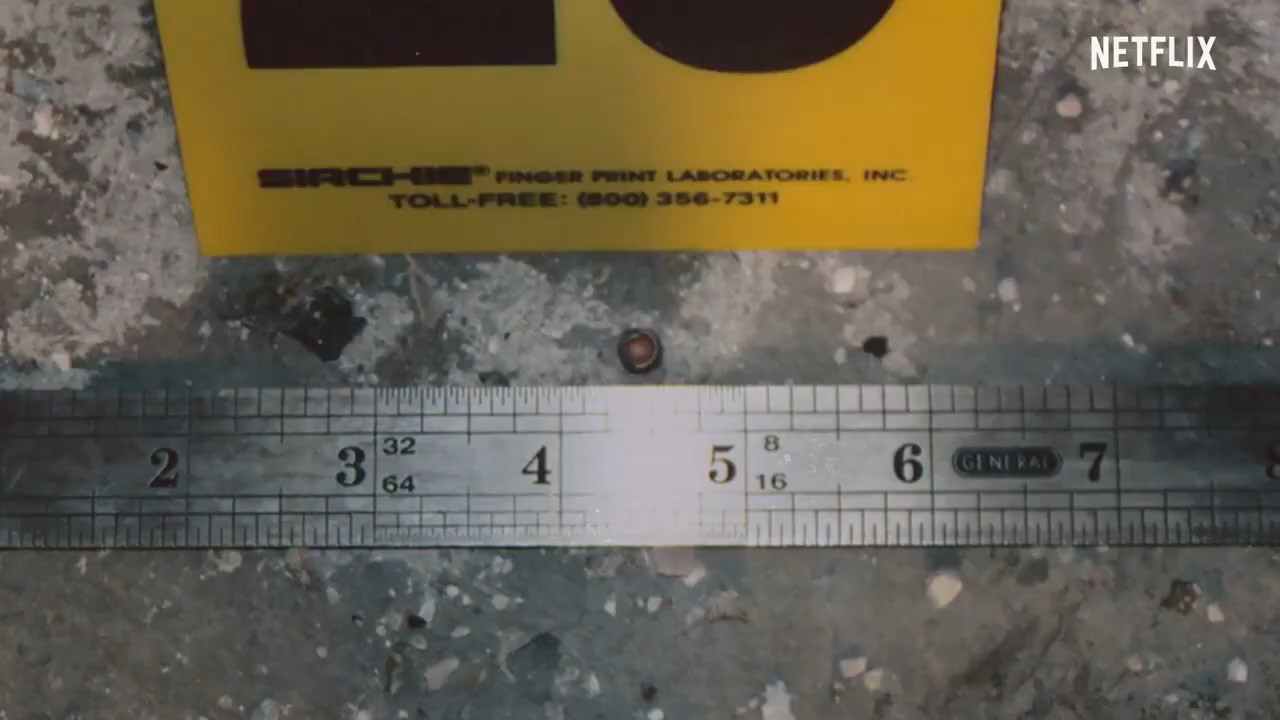 NETFLIX
SIRCHIE® FINGER PRINT LABORATORIES, INC.
TOLL-FREE: (800) 356-7311
2 3 32 4 5 8 6 GENERAL 7 8
64 16